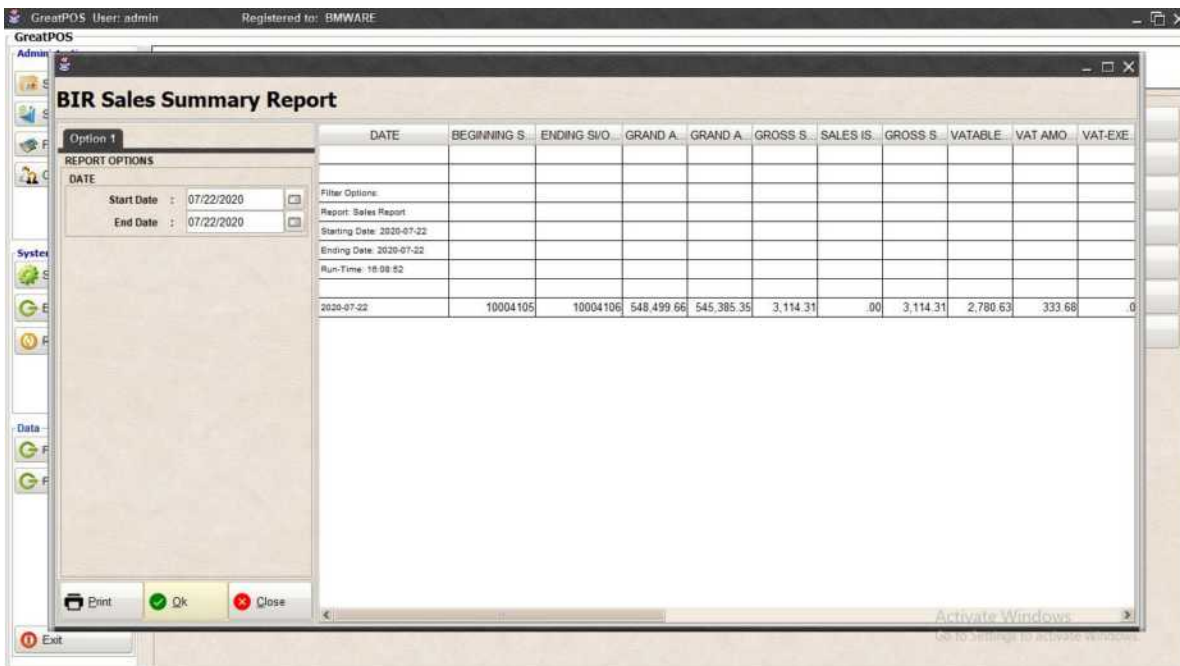 GreatPOS User: admin Registered to: BMWARE
GreatPOS
BIR Sales Summary Report
Option 1
REPORT OPTIONS
DATE
Start Date : 07/22/2020
End Date : 07/22/2020
DATE BEGINNING S... ENDING SI/O... GRAND A... GRAND A... GROSS S... SALES IS... GROSS S... VATABLE... VAT AMO... VAT-EXE
Filter Options:
Report: Sales Report
Starting Date: 2020-07-22
Ending Date: 2020-07-22
Run-Time: 16:08:52
2020-07-22 10004105 10004106 548,499.66 545,385.35 3,114.31 .00 3,114.31 2,780.63 333.68 .0
System
Data
Print Ok Close
Activate Windows
Go to Settings to activate Windows.
Exit